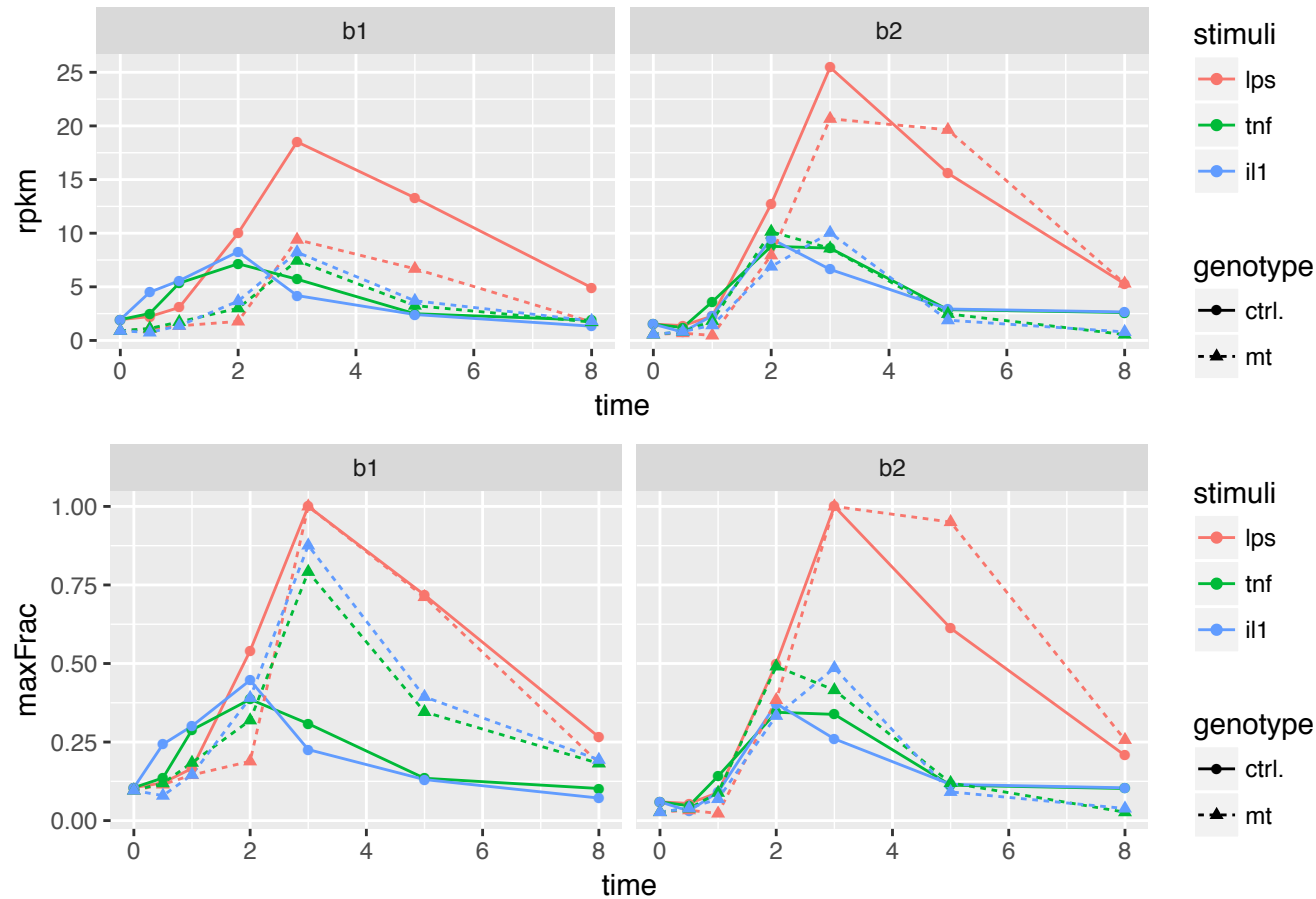 b1 b2
stimuli
lps
tnf
il1
genotype
ctrl.
mt
rpkm
25
20
15
10
5
0
0 2 4 6 8 0 2 4 6 8
time
b1 b2
stimuli
lps
tnf
il1
genotype
ctrl.
mt
maxFrac
1.00
0.75
0.50
0.25
0.00
0 2 4 6 8 0 2 4 6 8
time